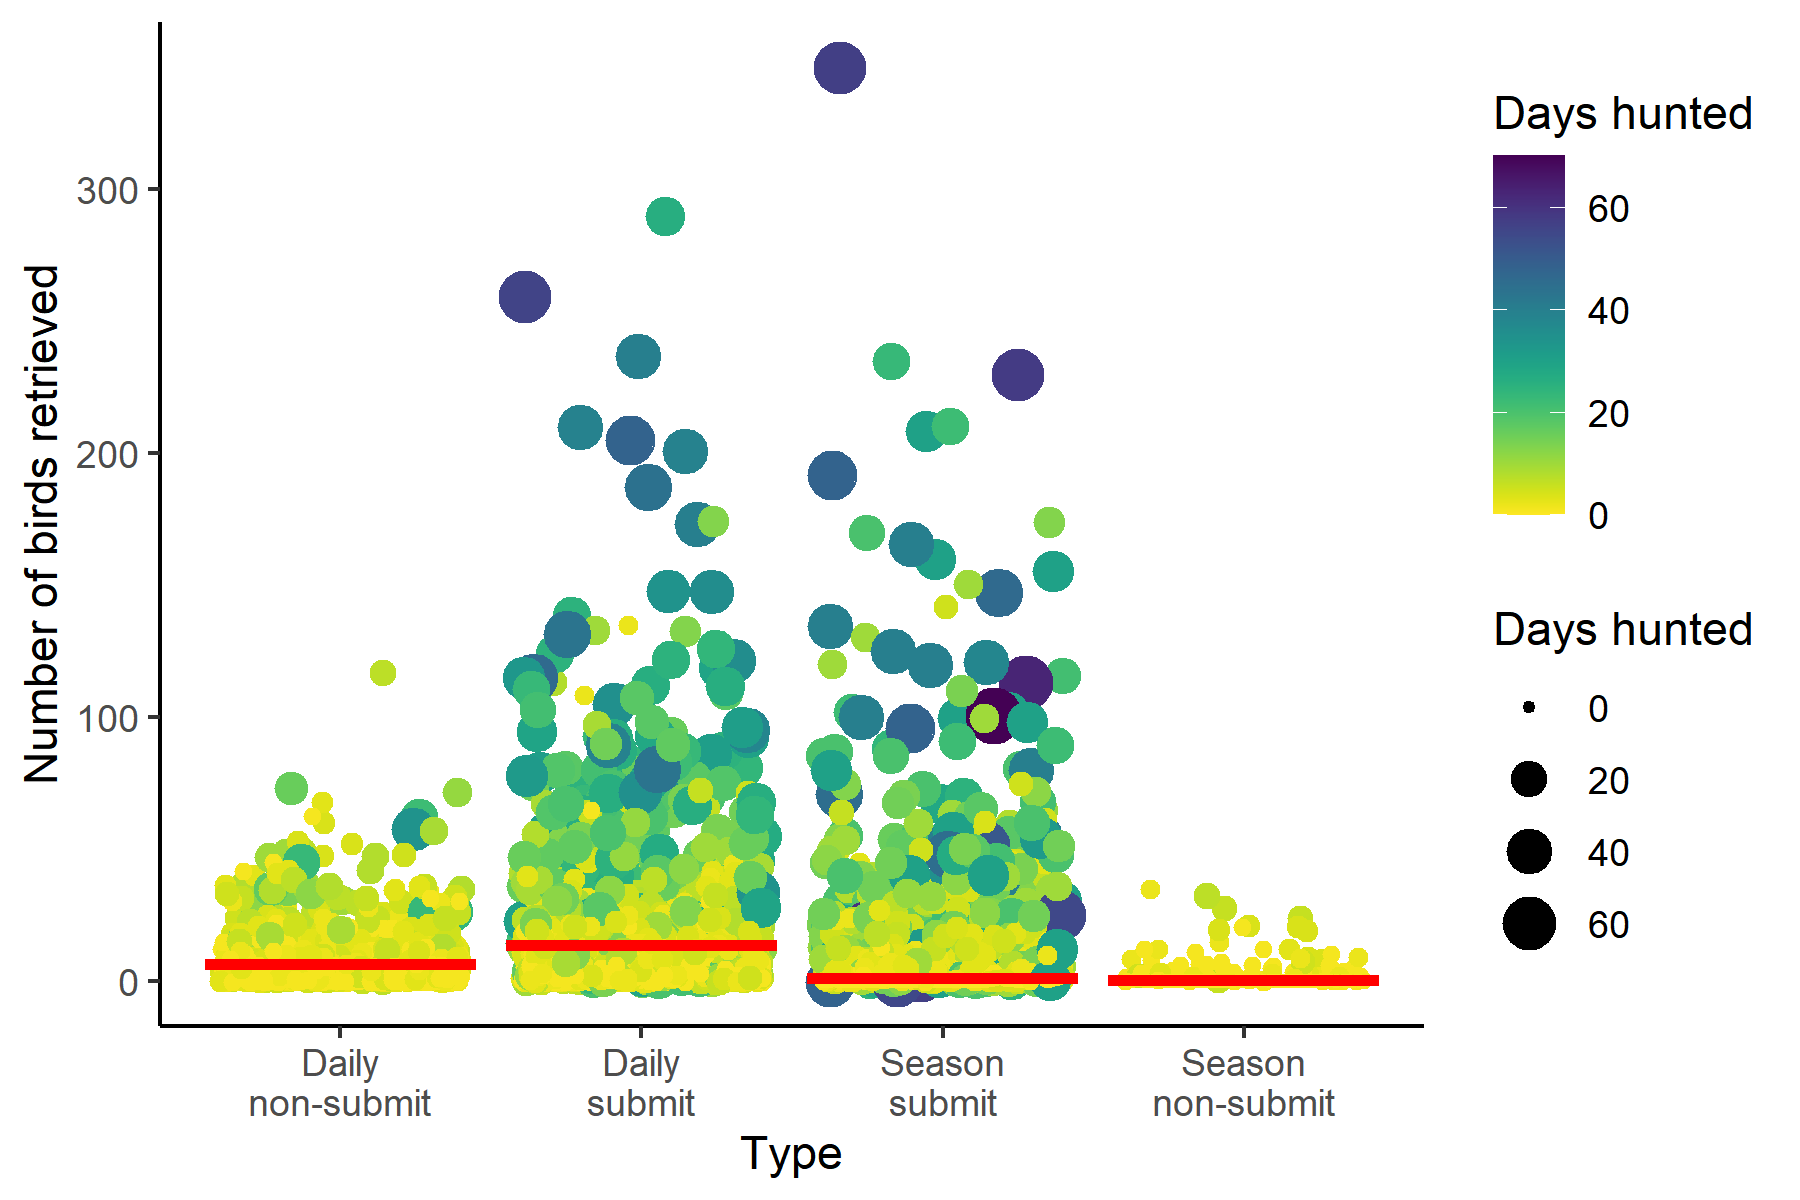 Number of birds retrieved
300
200
100
0
Daily
non-submit
Daily
submit
Season
submit
Season
non-submit
Type
Days hunted
60
40
20
0
Days hunted
0
20
40
60